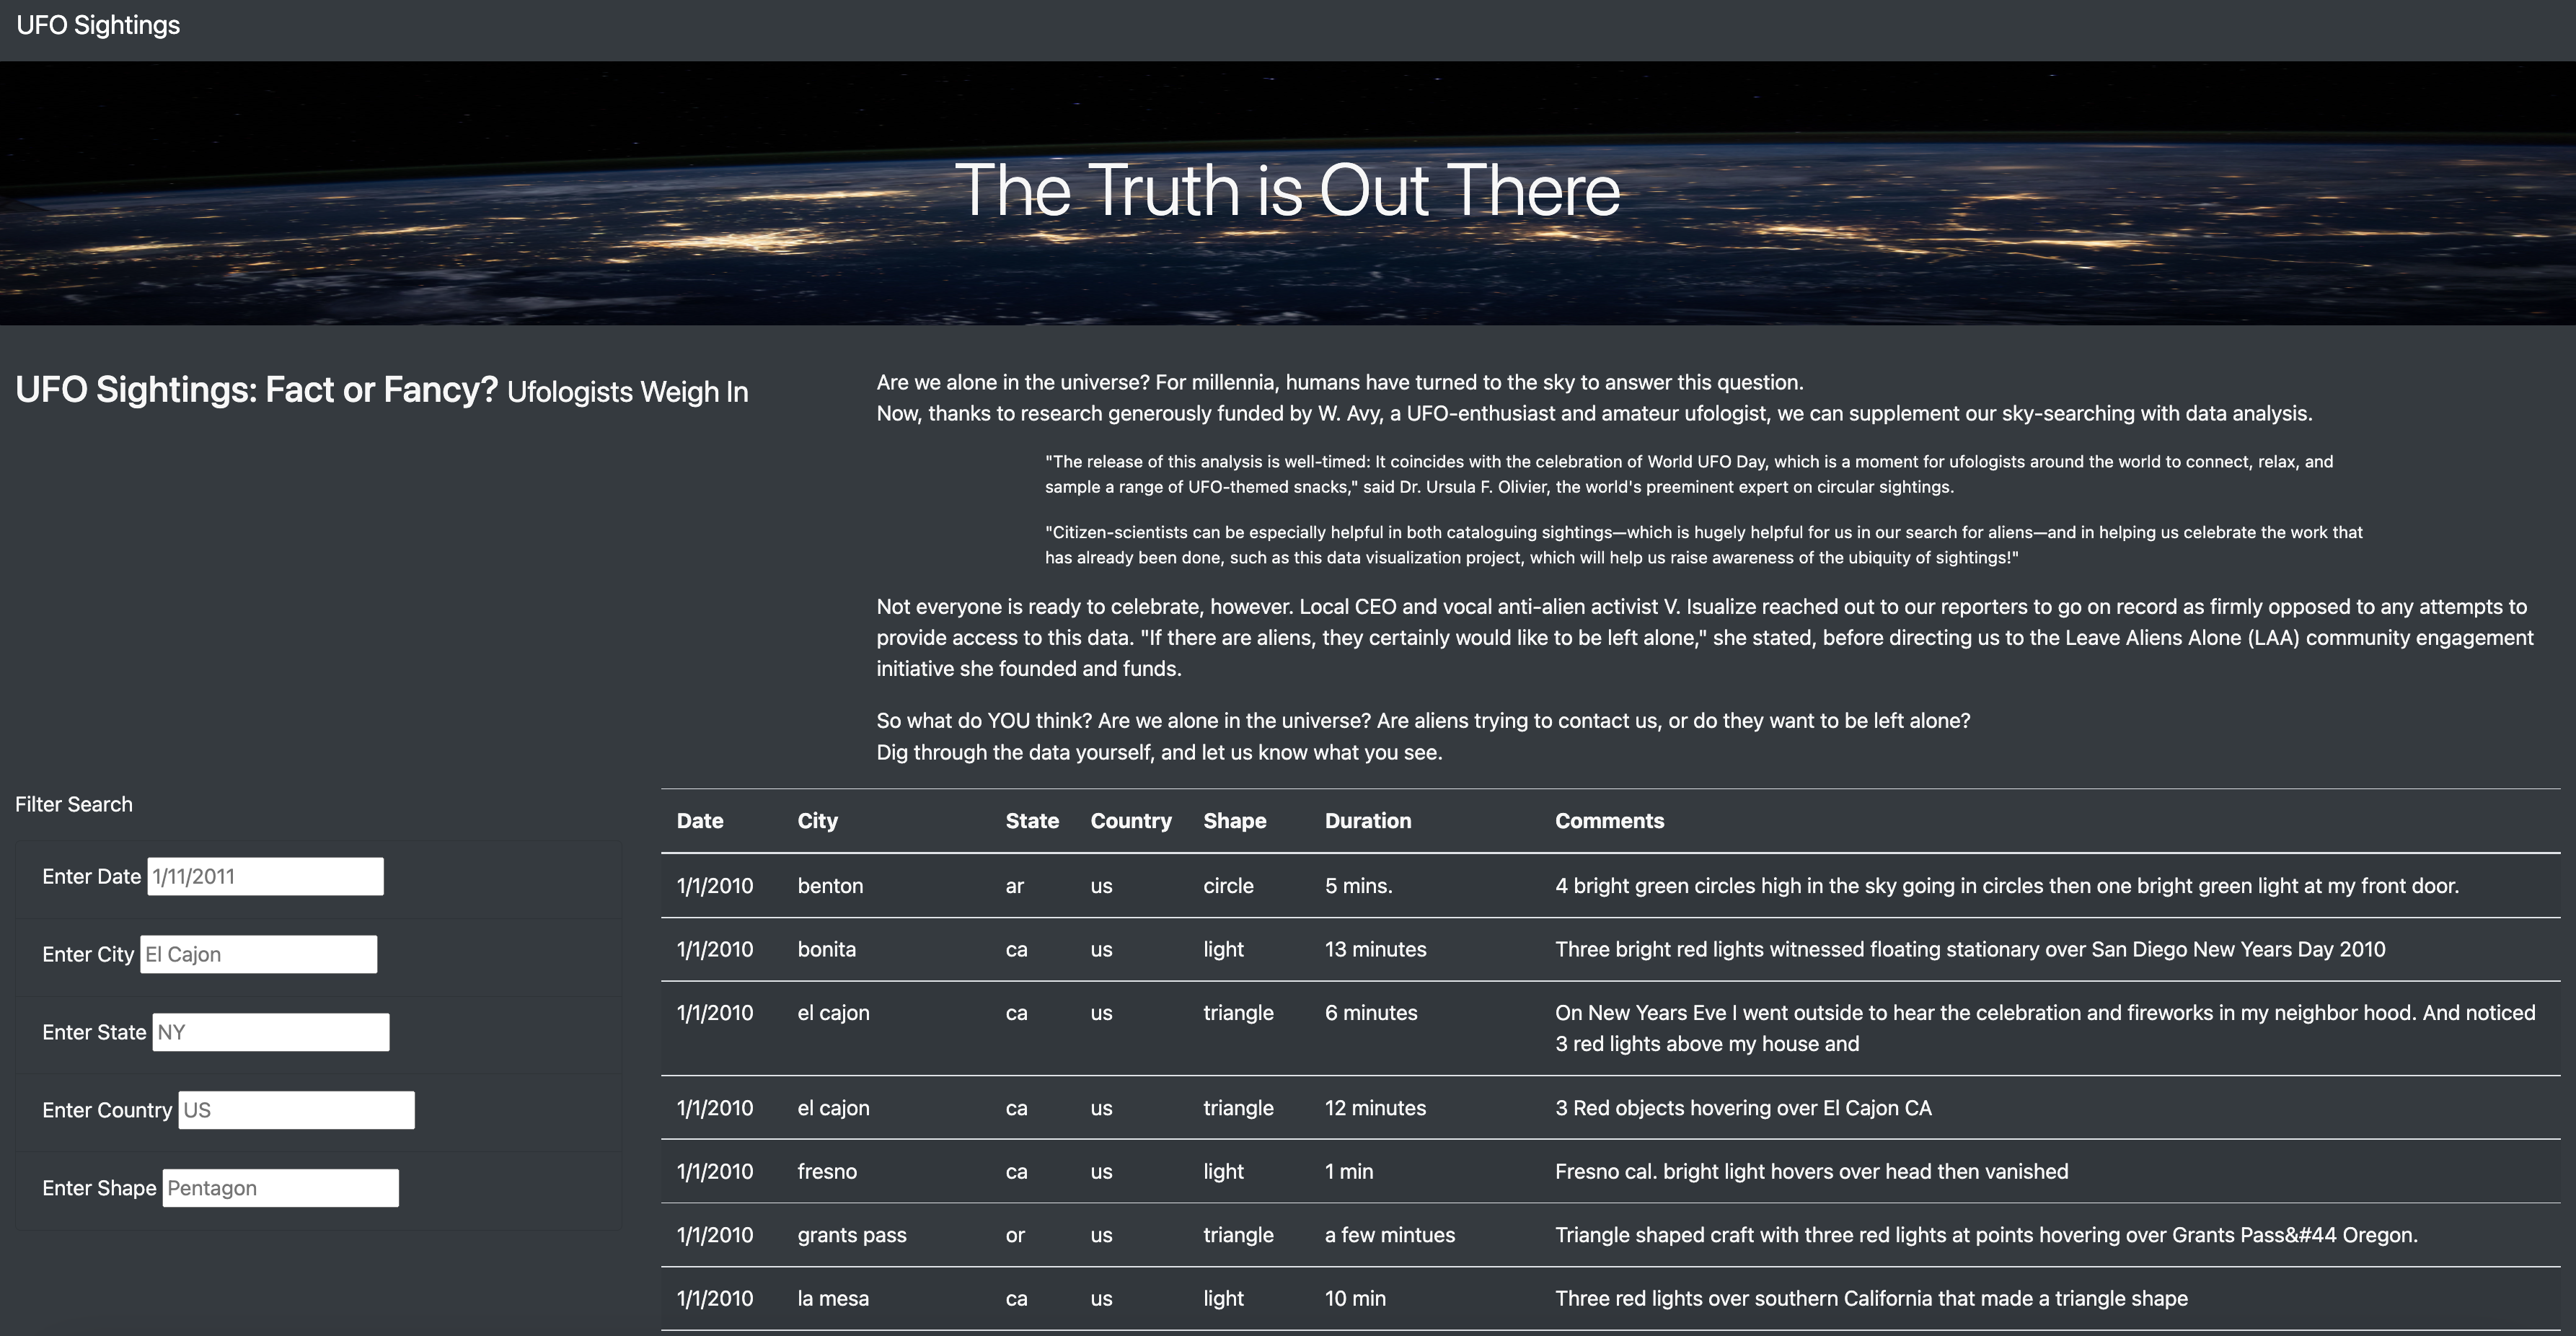 UFO Sightings
The Truth is Out There
UFO Sightings: Fact or Fancy? Ufologists Weigh In
Are we alone in the universe? For millennia, humans have turned to the sky to answer this question.
Now, thanks to research generously funded by W. Avy, a UFO-enthusiast and amateur ufologist, we can supplement our sky-searching with data analysis.
"The release of this analysis is well-timed: It coincides with the celebration of World UFO Day, which is a moment for ufologists around the world to connect, relax, and
sample a range of UFO-themed snacks," said Dr. Ursula F. Olivier, the world's preeminent expert on circular sightings.
"Citizen-scientists can be especially helpful in both cataloguing sightings—which is hugely helpful for us in our search for aliens—and in helping us celebrate the work that
has already been done, such as this data visualization project, which will help us raise awareness of the ubiquity of sightings!"
Not everyone is ready to celebrate, however. Local CEO and vocal anti-alien activist V. Isualize reached out to our reporters to go on record as firmly opposed to any attempts to
provide access to this data. "If there are aliens, they certainly would like to be left alone," she stated, before directing us to the Leave Aliens Alone (LAA) community engagement
initiative she founded and funds.
So what do YOU think? Are we alone in the universe? Are aliens trying to contact us, or do they want to be left alone?
Dig through the data yourself, and let us know what you see.
Filter Search
Enter Date 1/11/2011
Enter City El Cajon
Enter State NY
Enter Country US
Enter Shape Pentagon
Date City State Country Shape Duration Comments
1/1/2010 benton ar us circle 5 mins. 4 bright green circles high in the sky going in circles then one bright green light at my front door.
1/1/2010 bonita ca us light 13 minutes Three bright red lights witnessed floating stationary over San Diego New Years Day 2010
1/1/2010 el cajon ca us triangle 6 minutes On New Years Eve I went outside to hear the celebration and fireworks in my neighbor hood. And noticed
3 red lights above my house and
1/1/2010 el cajon ca us triangle 12 minutes 3 Red objects hovering over El Cajon CA
1/1/2010 fresno ca us light 1 min Fresno cal. bright light hovers over head then vanished
1/1/2010 grants pass or us triangle a few mintues Triangle shaped craft with three red lights at points hovering over Grants Pass&#44 Oregon.
1/1/2010 la mesa ca us light 10 min Three red lights over southern California that made a triangle shape